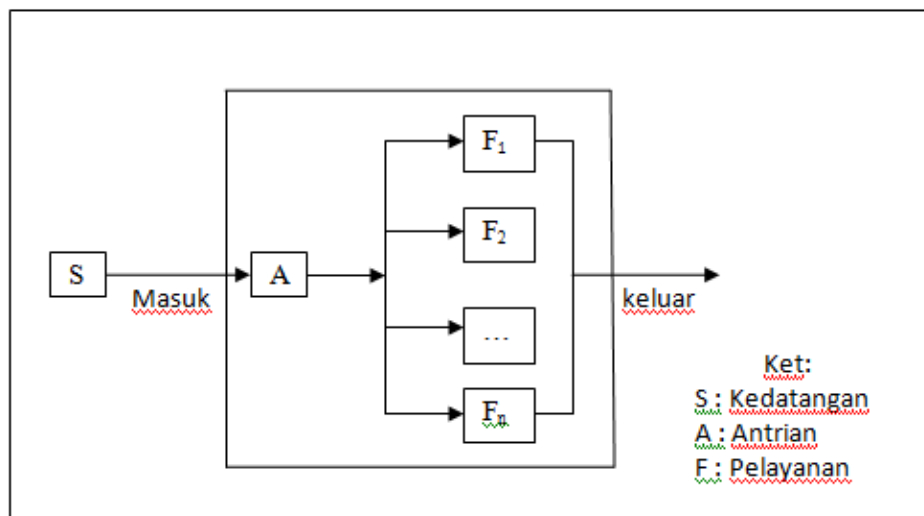 F₁
F₂
S
A
Masuk
keluar
...
Fₙ
Ket:
S : Kedatangan
A : Antrian
F : Pelayanan